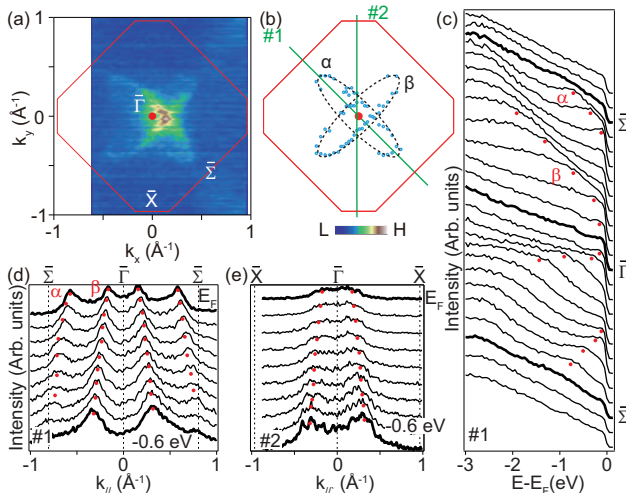 (a)
1
0
-1
k_y (Å⁻¹)
Γ̄
Σ̄
X̄
-1
0
1
k_x (Å⁻¹)
(b)
#1
#2
α
β
L
H
(c)
Intensity (Arb. units)
α
β
Σ̄
Γ̄
Σ̄
#1
-3
-2
-1
0
E-E_F(eV)
(d)
Σ̄
Γ̄
Σ̄
α
β
E_F
Intensity (Arb. units)
#1
-0.6 eV
-1
0
1
k_// (Å⁻¹)
(e)
X̄
Γ̄
X̄
E_F
-0.6 eV
#2
-1
0
1
(Å⁻¹)